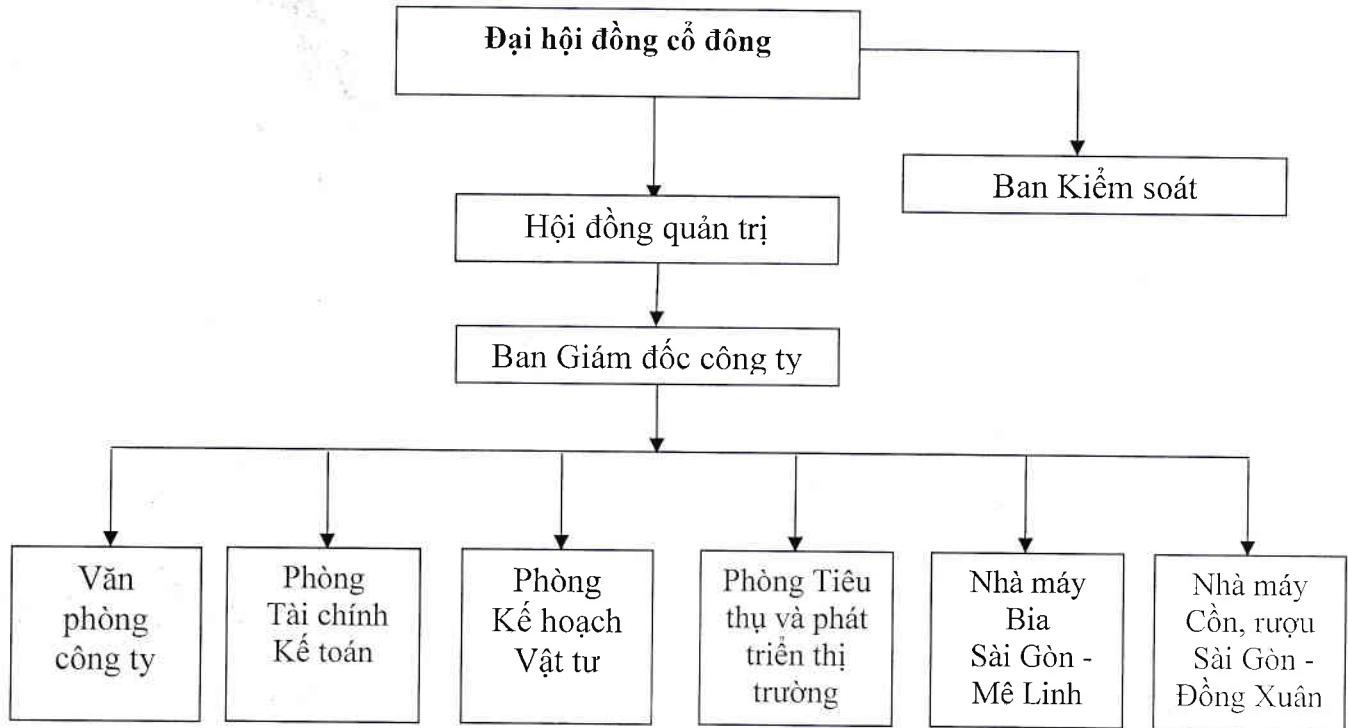 Đại hội đồng cổ đông
Ban Kiểm soát
Hội đồng quản trị
Ban Giám đốc công ty
Văn
phòng
công ty
Phòng
Tài chính
Kế toán
Phòng
Kế hoạch
Vật tư
Phòng Tiêu
thụ và phát
triển thị
trường
Nhà máy
Bia
Sài Gòn -
Mê Linh
Nhà máy
Cồn, rượu
Sài Gòn -
Đồng Xuân